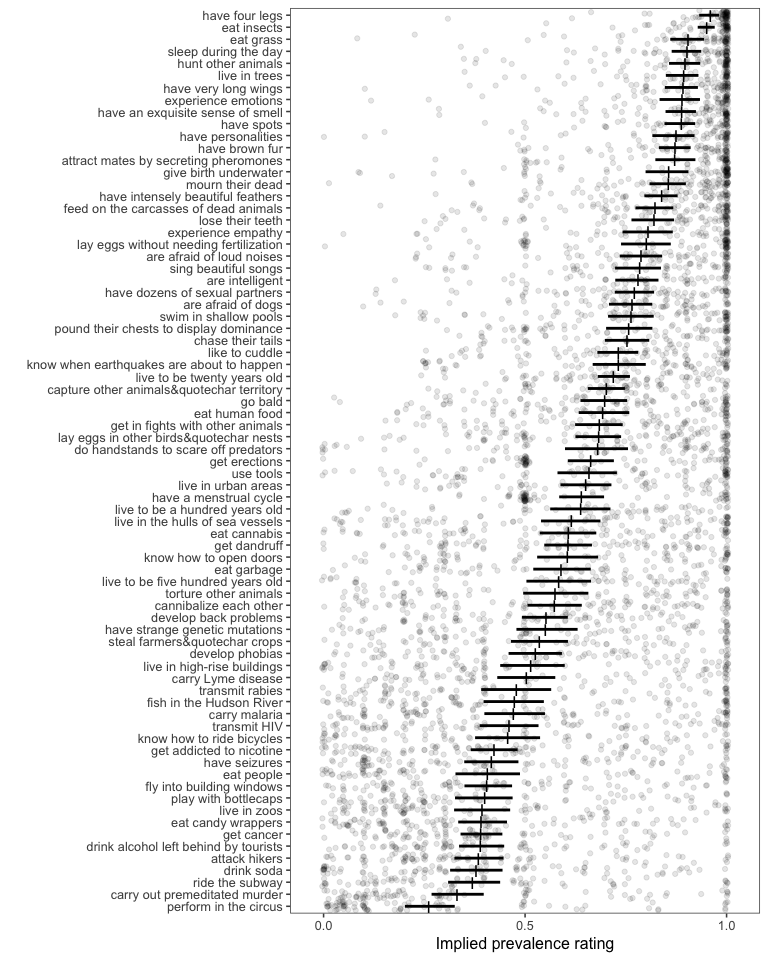 have four legs
eat insects
eat grass
sleep during the day
hunt other animals
live in trees
have very long wings
experience emotions
have an exquisite sense of smell
have spots
have personalities
have brown fur
attract mates by secreting pheromones
give birth underwater
mourn their dead
have intensely beautiful feathers
feed on the carcasses of dead animals
lose their teeth
experience empathy
lay eggs without needing fertilization
are afraid of loud noises
sing beautiful songs
are intelligent
have dozens of sexual partners
are afraid of dogs
swim in shallow pools
pound their chests to display dominance
chase their tails
like to cuddle
know when earthquakes are about to happen
live to be twenty years old
capture other animals&quotechar territory
go bald
eat human food
get in fights with other animals
lay eggs in other birds&quotechar nests
do handstands to scare off predators
get erections
use tools
live in urban areas
have a menstrual cycle
live to be a hundred years old
live in the hulls of sea vessels
eat cannabis
get dandruff
know how to open doors
eat garbage
live to be five hundred years old
torture other animals
cannibalize each other
develop back problems
have strange genetic mutations
steal farmers&quotechar crops
develop phobias
live in high-rise buildings
carry Lyme disease
transmit rabies
fish in the Hudson River
carry malaria
transmit HIV
know how to ride bicycles
get addicted to nicotine
have seizures
eat people
fly into building windows
play with bottlecaps
live in zoos
eat candy wrappers
get cancer
drink alcohol left behind by tourists
attack hikers
drink soda
ride the subway
carry out premeditated murder
perform in the circus
0.0 0.5 1.0
Implied prevalence rating